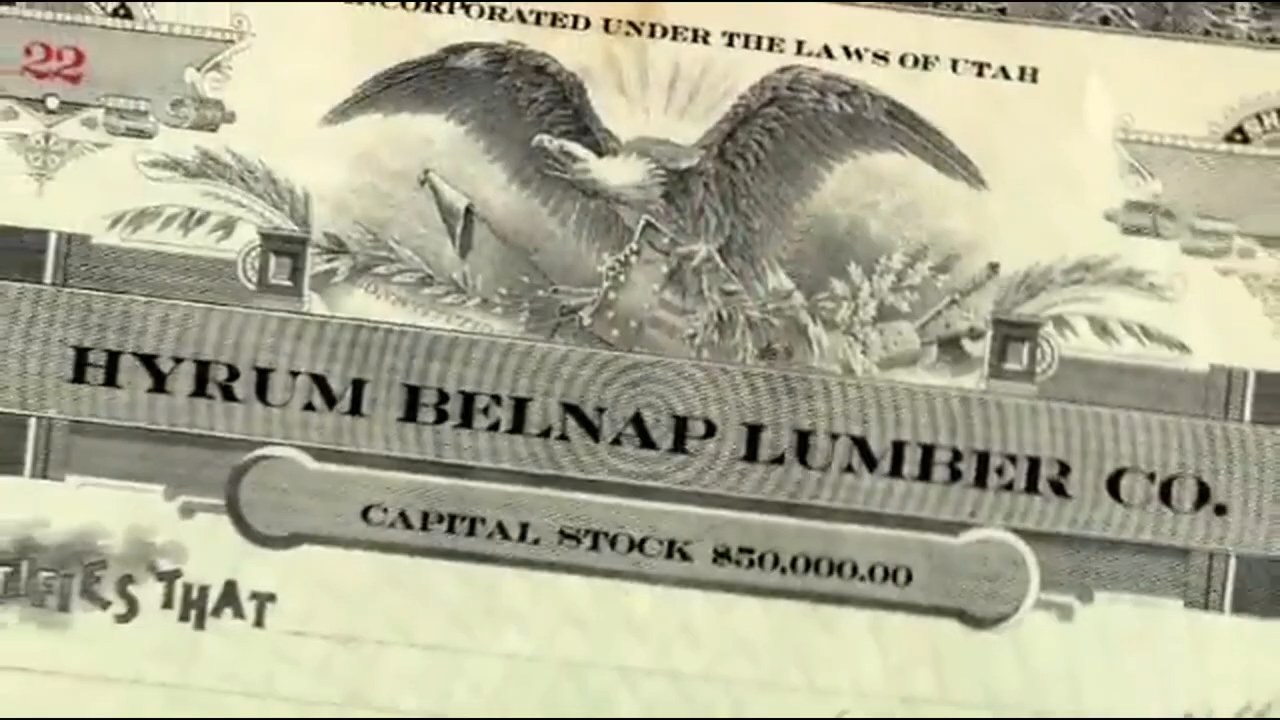 INCORPORATED UNDER THE LAWS OF UTAH
22
HYRUM BELNAP LUMBER CO.
CAPITAL STOCK $50,000.00
TIFIES THAT